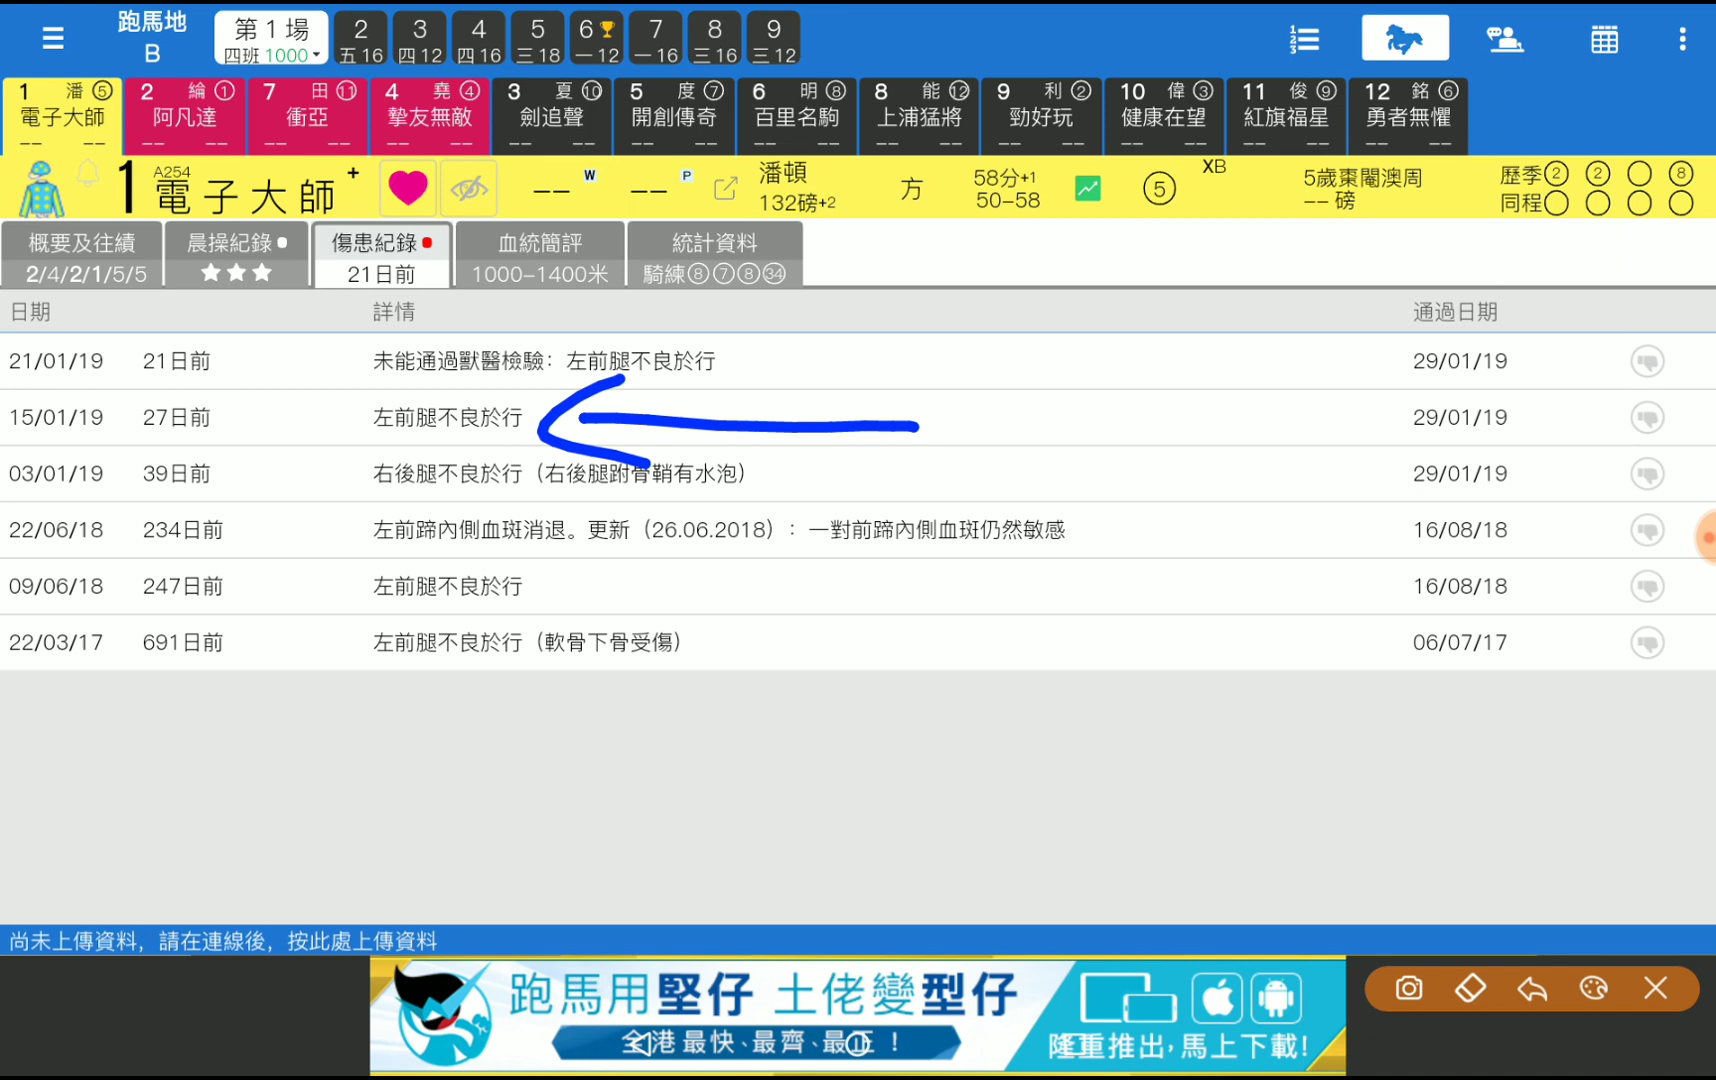 跑馬地
B
第 1 場
四班 1000
2
五 16
3
四 12
4
四 16
5
三 18
6
一 12
7
一 16
8
三 16
9
三 12
1 潘 ⑤
電子大師
-- --
2 綸 ①
阿凡達
-- --
7 田 ⑪
衝亞
-- --
4 堯 ④
摯友無敵
-- --
3 夏 ⑩
劍追聲
-- --
5 度 ⑦
開創傳奇
-- --
6 明 ⑧
百里名駒
-- --
8 能 ⑫
上浦猛將
-- --
9 利 ②
勁好玩
-- --
10 偉 ③
健康在望
-- --
11 俊 ⑨
紅旗福星
-- --
12 銘 ⑥
勇者無懼
-- --
1 A254
電子大師 +
-- W -- P
潘頓
132磅+2
方
58分+1
50-58
⑤
XB
5歲棗閹澳周
-- 磅
歷季② ② ○ ⑧
同程○ ○ ○ ○
概要及往績
2/4/2/1/5/5
晨操紀錄
★★★
傷患紀錄
21日前
血統簡評
1000-1400米
統計資料
騎練⑧⑦⑧㉞
日期 詳情 通過日期
21/01/19 21日前 未能通過獸醫檢驗：左前腿不良於行 29/01/19
15/01/19 27日前 左前腿不良於行 29/01/19
03/01/19 39日前 右後腿不良於行（右後腿跗骨鞘有水泡） 29/01/19
22/06/18 234日前 左前蹄內側血斑消退。更新（26.06.2018）：一對前蹄內側血斑仍然敏感 16/08/18
09/06/18 247日前 左前腿不良於行 16/08/18
22/03/17 691日前 左前腿不良於行（軟骨下骨受傷） 06/07/17
尚未上傳資料，請在連線後，按此處上傳資料
跑馬用堅仔 土佬變型仔
全港最快、最齊、最正！
隆重推出，馬上下載！